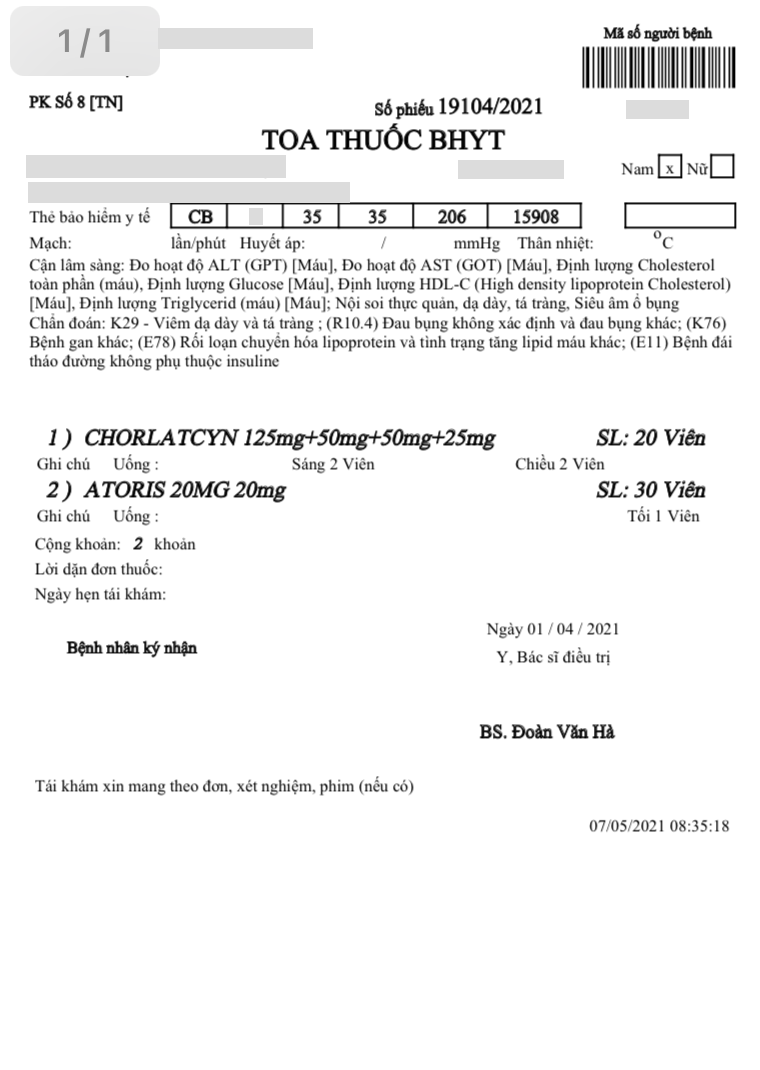 1/1
Mã số người bệnh
PK Số 8 [TN]
Số phiếu 19104/2021
TOA THUỐC BHYT
Nam x Nữ
Thẻ bảo hiểm y tế CB 35 35 206 15908
Mạch: lần/phút Huyết áp: / mmHg Thân nhiệt: °C
Cận lâm sàng: Đo hoạt độ ALT (GPT) [Máu], Đo hoạt độ AST (GOT) [Máu], Định lượng Cholesterol
toàn phần (máu), Định lượng Glucose [Máu], Định lượng HDL-C (High density lipoprotein Cholesterol)
[Máu], Định lượng Triglycerid (máu) [Máu]; Nội soi thực quản, dạ dày, tá tràng, Siêu âm ổ bụng
Chẩn đoán: K29 - Viêm dạ dày và tá tràng ; (R10.4) Đau bụng không xác định và đau bụng khác; (K76)
Bệnh gan khác; (E78) Rối loạn chuyển hóa lipoprotein và tình trạng tăng lipid máu khác; (E11) Bệnh đái
tháo đường không phụ thuộc insuline
1 ) CHORLATCYN 125mg+50mg+50mg+25mg SL: 20 Viên
Ghi chú Uống : Sáng 2 Viên Chiều 2 Viên
2 ) ATORIS 20MG 20mg SL: 30 Viên
Ghi chú Uống : Tối 1 Viên
Cộng khoản: 2 khoản
Lời dặn đơn thuốc:
Ngày hẹn tái khám:
Ngày 01 / 04 / 2021
Bệnh nhân ký nhận
Y, Bác sĩ điều trị
BS. Đoàn Văn Hà
Tái khám xin mang theo đơn, xét nghiệm, phim (nếu có)
07/05/2021 08:35:18